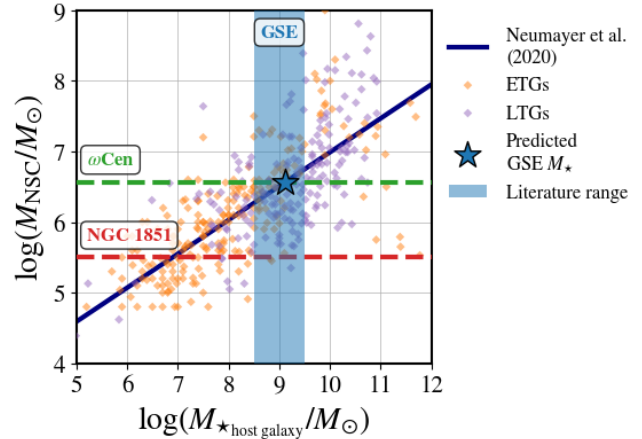 GSE
ωCen
NGC 1851
9
8
7
6
5
4
log(M_NSC/M_⊙)
5 6 7 8 9 10 11 12
log(M_⋆host galaxy/M_⊙)
Neumayer et al.
(2020)
ETGs
LTGs
Predicted
GSE M_⋆
Literature range